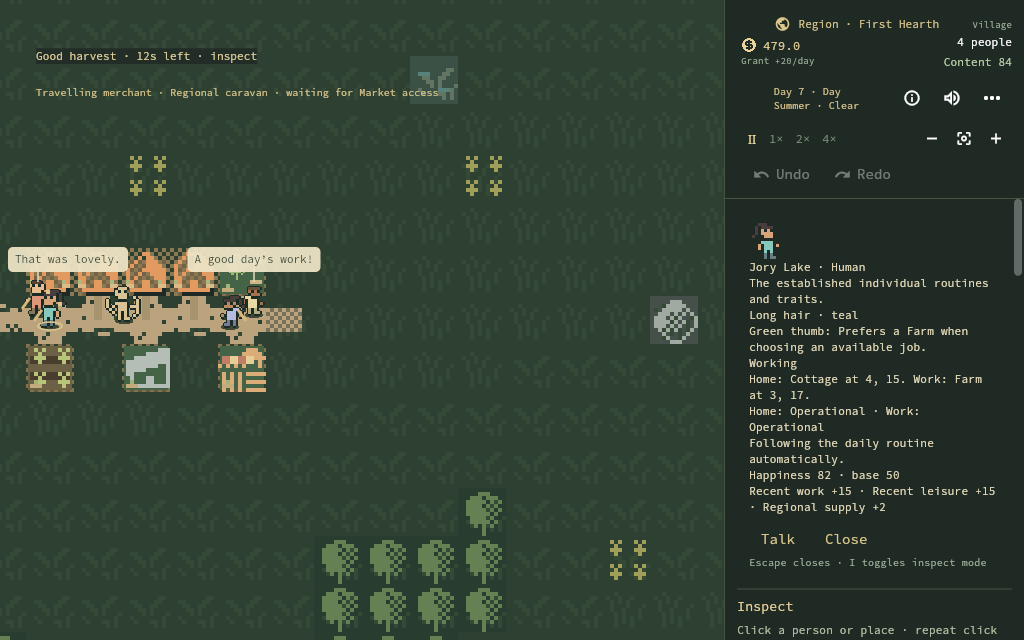 Good harvest · 12s left · inspect
Travelling merchant · Regional caravan · waiting for Market access
That was lovely.
A good day's work!
Region · First Hearth
Village
479.0
4 people
Grant +20/day
Content 84
Day 7 · Day
Summer · Clear
1× 2× 4×
Undo
Redo
Jory Lake · Human
The established individual routines
and traits.
Long hair · teal
Green thumb: Prefers a Farm when
choosing an available job.
Working
Home: Cottage at 4, 15. Work: Farm
at 3, 17.
Home: Operational · Work:
Operational
Following the daily routine
automatically.
Happiness 82 · base 50
Recent work +15 · Recent leisure +15
· Regional supply +2
Talk
Close
Escape closes · I toggles inspect mode
Inspect
Click a person or place · repeat click